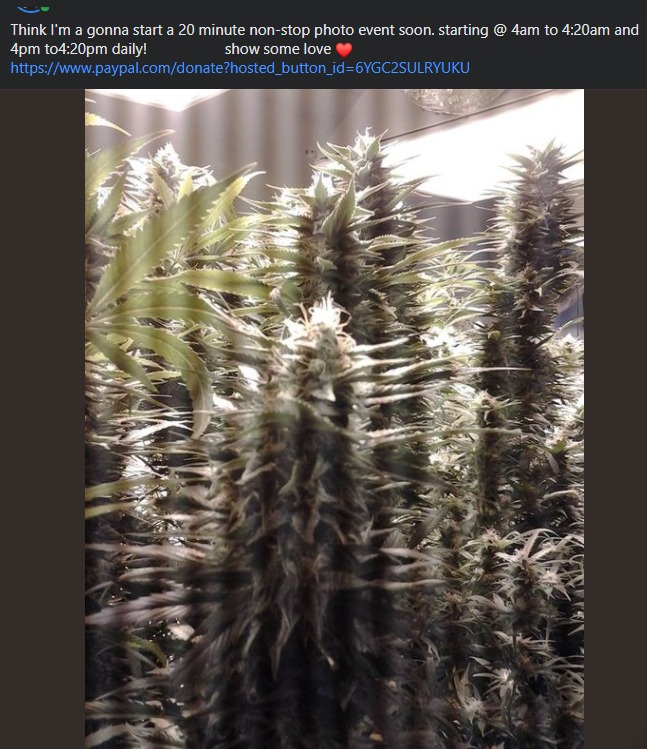 Think I'm a gonna start a 20 minute non-stop photo event soon. starting @ 4am to 4:20am and
4pm to4:20pm daily! show some love ❤️
https://www.paypal.com/donate?hosted_button_id=6YGC2SULRYUKU